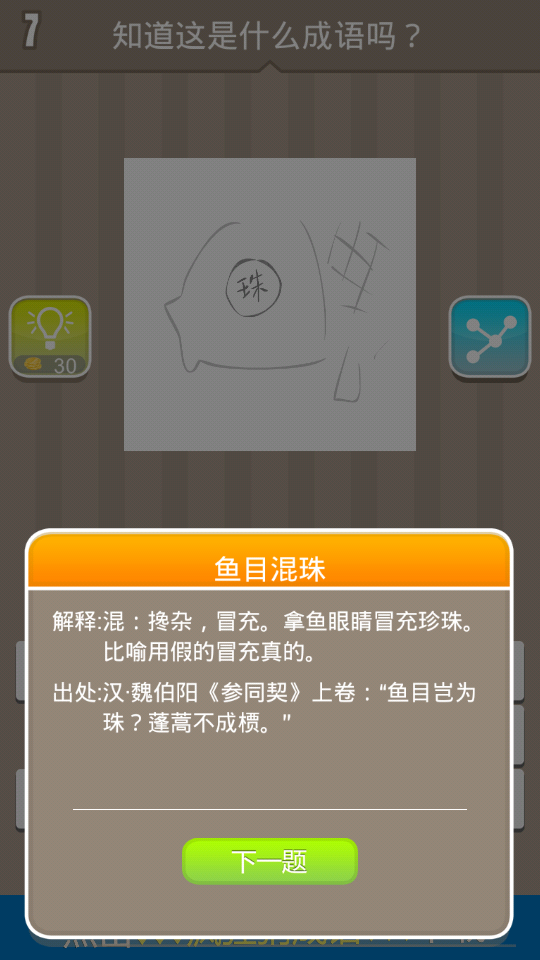 7
知道这是什么成语吗？
珠
30
鱼目混珠
解释:混：搀杂，冒充。拿鱼眼睛冒充珍珠。
比喻用假的冒充真的。
出处:汉·魏伯阳《参同契》上卷：“鱼目岂为
珠？蓬蒿不成槚。”
下一题